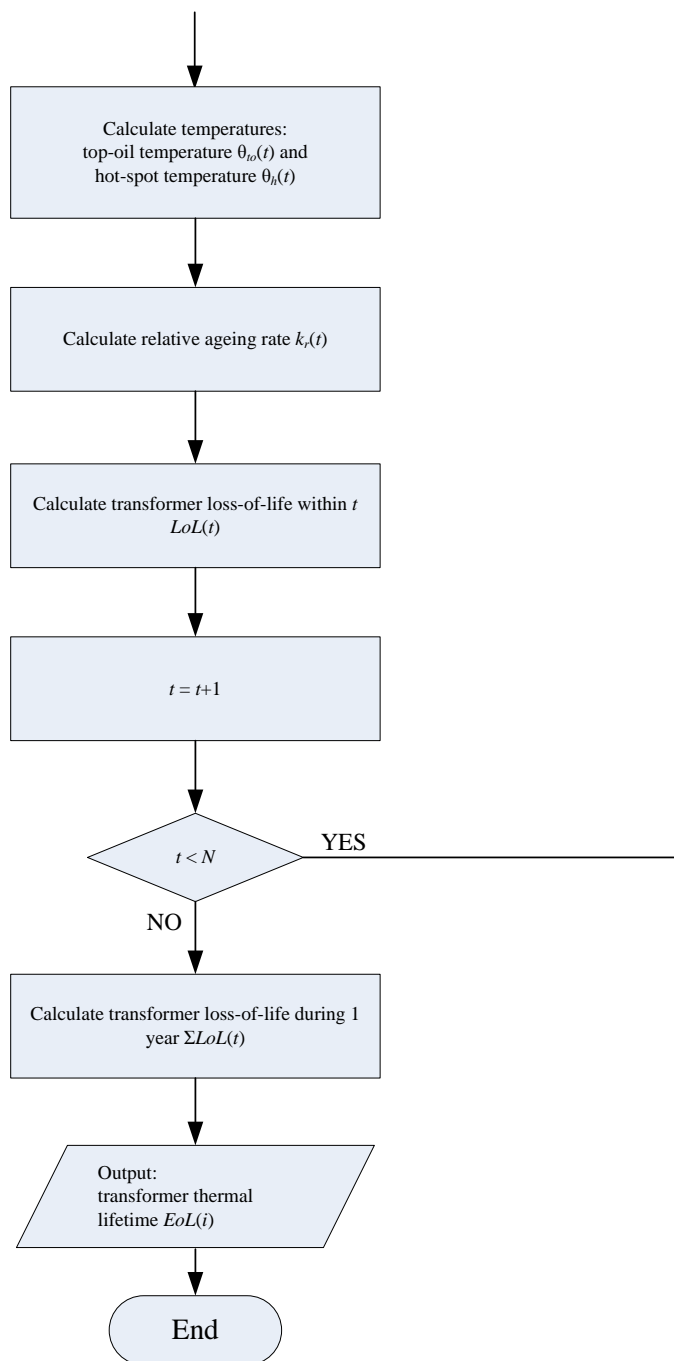 Calculate temperatures:
top-oil temperature θto(t) and
hot-spot temperature θh(t)
Calculate relative ageing rate kr(t)
Calculate transformer loss-of-life within t
LoL(t)
t = t+1
t < N
YES
NO
Calculate transformer loss-of-life during 1
year ΣLoL(t)
Output:
transformer thermal
lifetime EoL(i)
End